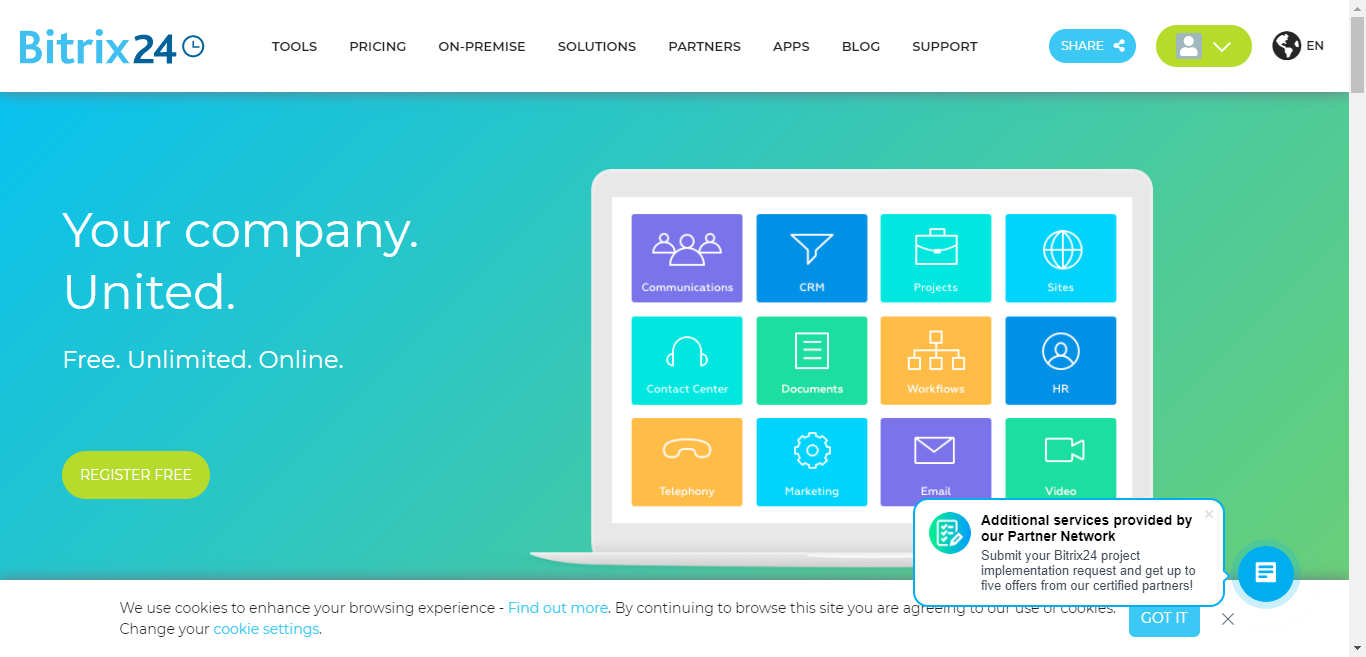 Bitrix24
TOOLS
PRICING
ON-PREMISE
SOLUTIONS
PARTNERS
APPS
BLOG
SUPPORT
SHARE
EN
Your company.
United.
Free. Unlimited. Online.
REGISTER FREE
Communications
CRM
Projects
Sites
Contact Center
Documents
Workflows
HR
Telephony
Marketing
Email
Video
Additional services provided by
our Partner Network
Submit your Bitrix24 project
implementation request and get up to
five offers from our certified partners!
We use cookies to enhance your browsing experience - Find out more. By continuing to browse this site you are agreeing to our use of cookies.
Change your cookie settings.
GOT IT